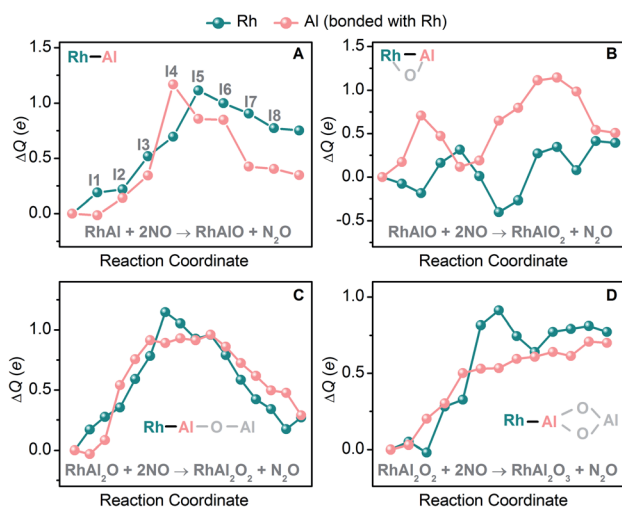 Rh Al (bonded with Rh)
A
Rh Al
ΔQ (e)
1.5
1.0
0.5
0.0
I1 I2 I3 I4 I5 I6 I7 I8
RhAl + 2NO → RhAlO + N₂O
Reaction Coordinate
B
Rh Al
O
ΔQ (e)
1.5
1.0
0.5
0.0
-0.5
RhAlO + 2NO → RhAlO₂ + N₂O
Reaction Coordinate
C
ΔQ (e)
1.0
0.5
0.0
Rh Al O Al
RhAl₂O + 2NO → RhAl₂O₂ + N₂O
Reaction Coordinate
D
ΔQ (e)
1.0
0.5
0.0
O
Rh Al Al
O
RhAl₂O₂ + 2NO → RhAl₂O₃ + N₂O
Reaction Coordinate